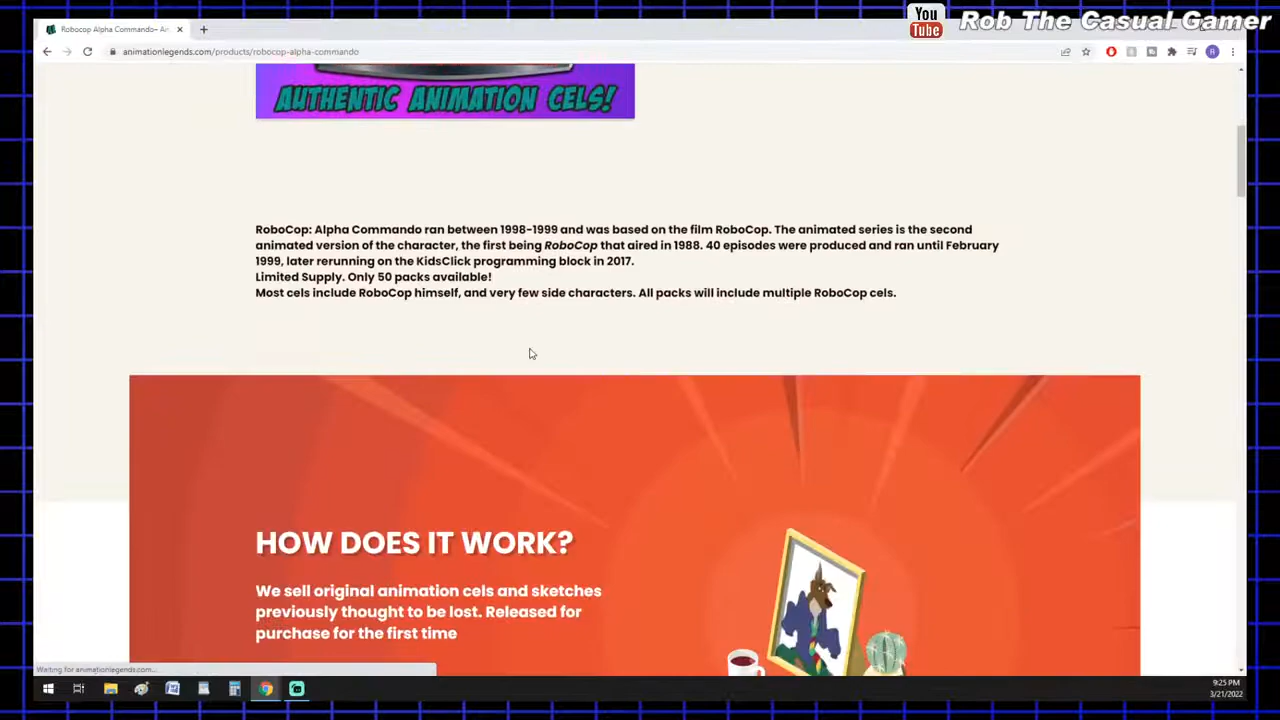 You Tube Rob The Casual Gamer
Robocop Alpha Commando– An
animationlegends.com/products/robocop-alpha-commando
AUTHENTIC ANIMATION CELS!
RoboCop: Alpha Commando ran between 1998-1999 and was based on the film RoboCop. The animated series is the second
animated version of the character, the first being RoboCop that aired in 1988. 40 episodes were produced and ran until February
1999, later rerunning on the KidsClick programming block in 2017.
Limited Supply. Only 50 packs available!
Most cels include RoboCop himself, and very few side characters. All packs will include multiple RoboCop cels.
HOW DOES IT WORK?
We sell original animation cels and sketches
previously thought to be lost. Released for
purchase for the first time
Waiting for animationlegends.com...
9:25 PM
3/21/2022